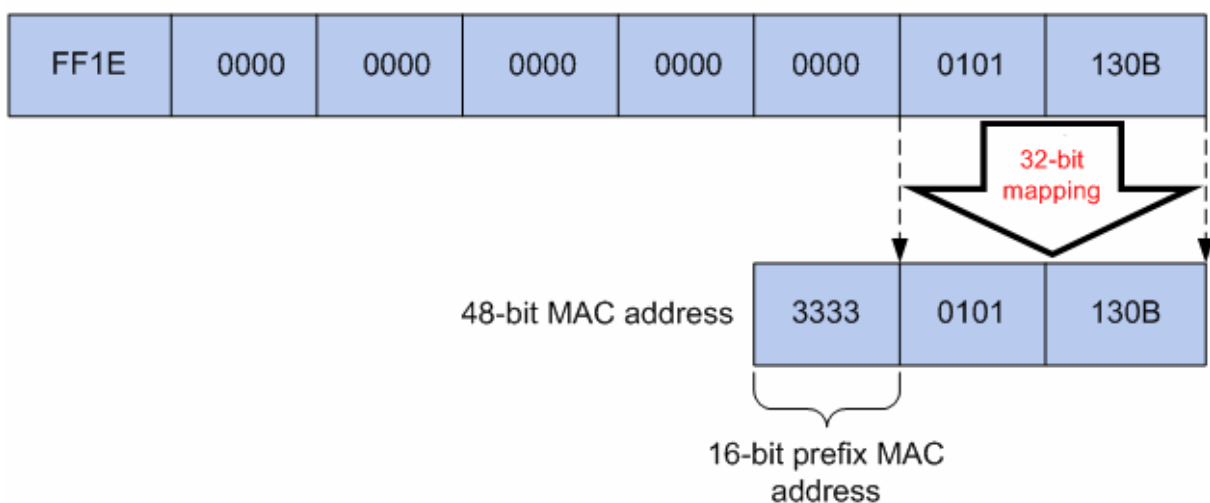 FF1E 0000 0000 0000 0000 0000 0101 130B
32-bit
mapping
48-bit MAC address 3333 0101 130B
16-bit prefix MAC
address